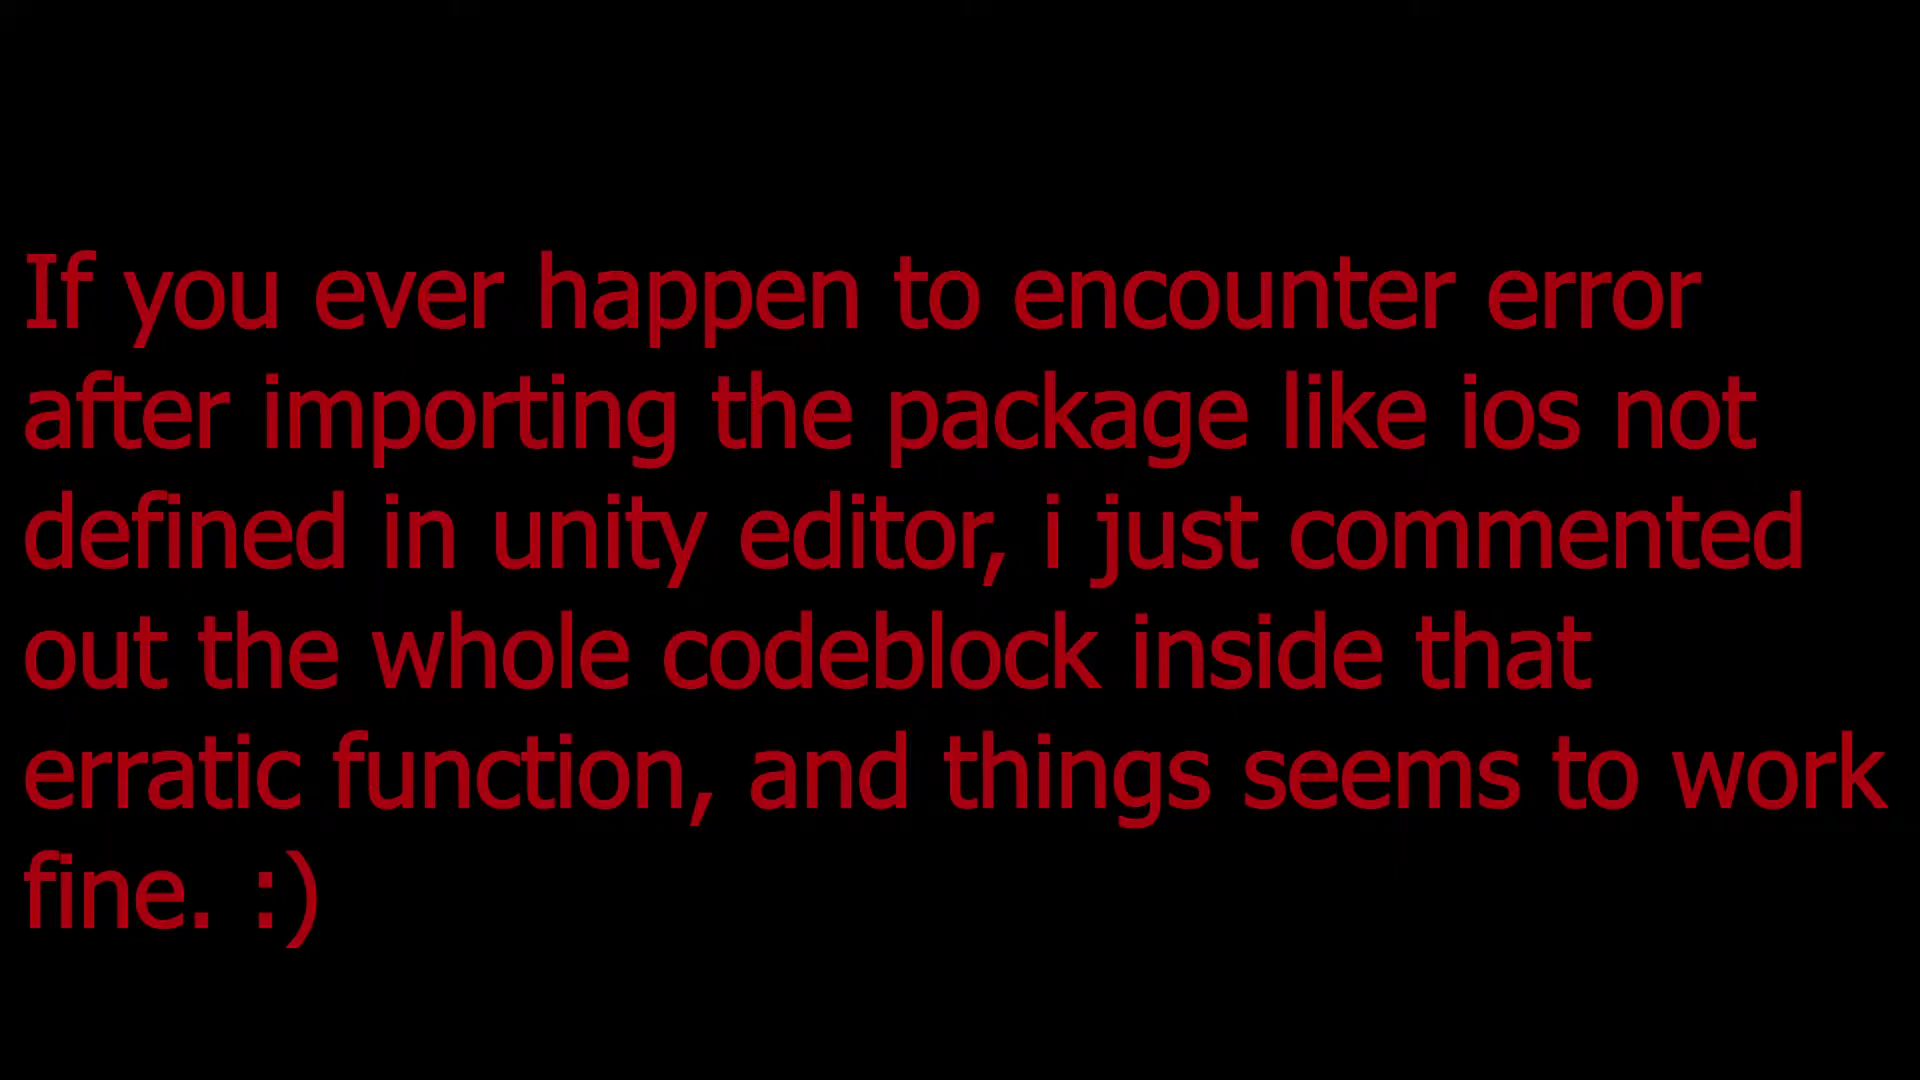 If you ever happen to encounter error
after importing the package like ios not
defined in unity editor, i just commented
out the whole codeblock inside that
erratic function, and things seems to work
fine. :)